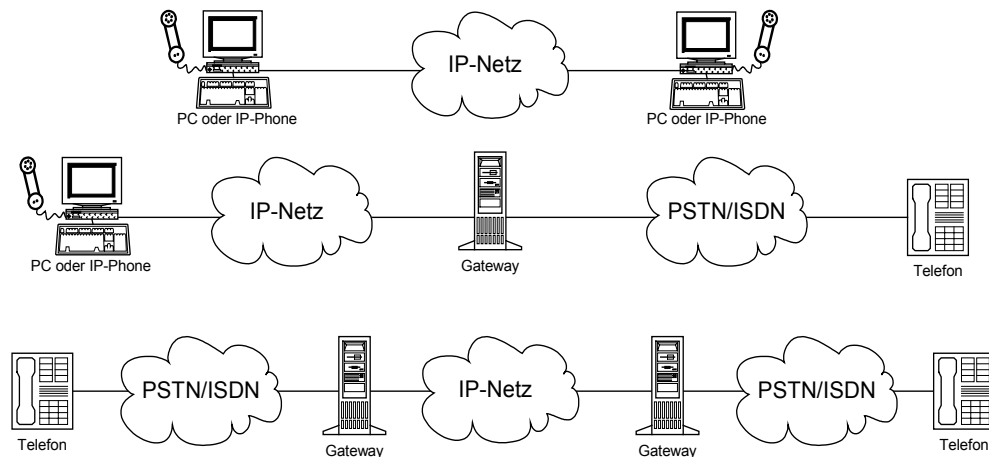 IP-Netz
PC oder IP-Phone
PC oder IP-Phone
IP-Netz
PSTN/ISDN
PC oder IP-Phone
Gateway
Telefon
PSTN/ISDN
IP-Netz
PSTN/ISDN
Telefon
Gateway
Gateway
Telefon